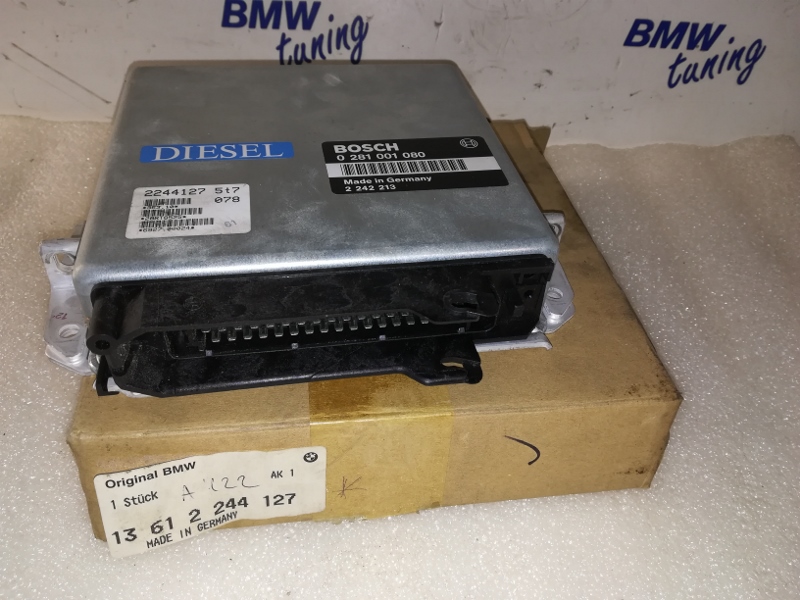 BMW
tuning
BMW
tuning
DIESEL
BOSCH
0 281 001 080
Made in Germany
2 242 213
2244127 5t7
078
Original BMW
1 Stück
A 122
AK 1
13 61 2 244 127
MADE IN GERMANY
K